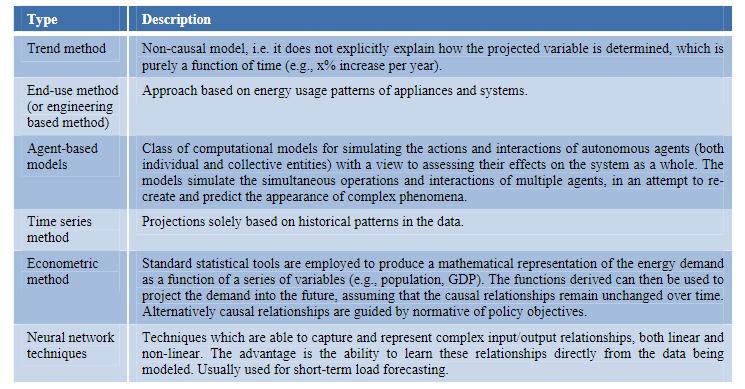 Type Description
Trend method Non-causal model, i.e. it does not explicitly explain how the projected variable is determined, which is
purely a function of time (e.g., x% increase per year).
End-use method Approach based on energy usage patterns of appliances and systems.
(or engineering
based method)
Agent-based Class of computational models for simulating the actions and interactions of autonomous agents (both
models individual and collective entities) with a view to assessing their effects on the system as a whole. The
models simulate the simultaneous operations and interactions of multiple agents, in an attempt to re-
create and predict the appearance of complex phenomena.
Time series Projections solely based on historical patterns in the data.
method
Econometric Standard statistical tools are employed to produce a mathematical representation of the energy demand
method as a function of a series of variables (e.g., population, GDP). The functions derived can then be used to
project the demand into the future, assuming that the causal relationships remain unchanged over time.
Alternatively causal relationships are guided by normative of policy objectives.
Neural network Techniques which are able to capture and represent complex input/output relationships, both linear and
techniques non-linear. The advantage is the ability to learn these relationships directly from the data being
modeled. Usually used for short-term load forecasting.